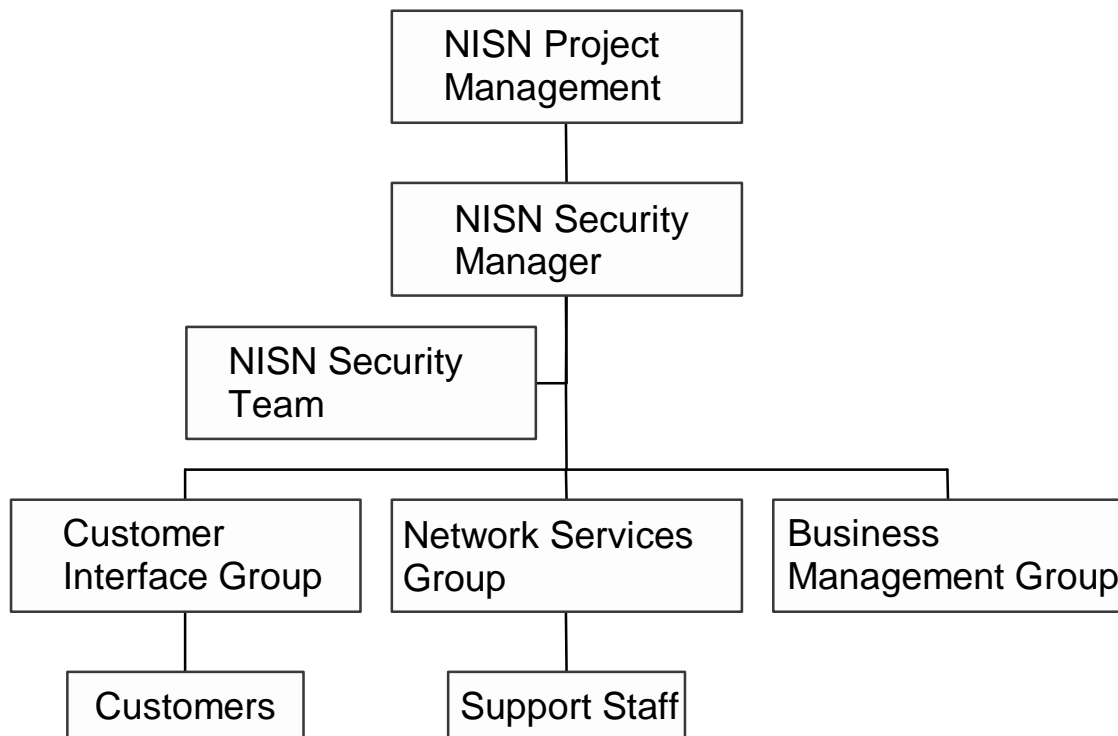 NISN Project
Management
NISN Security
Manager
NISN Security
Team
Customer
Interface Group
Network Services
Group
Business
Management Group
Customers
Support Staff